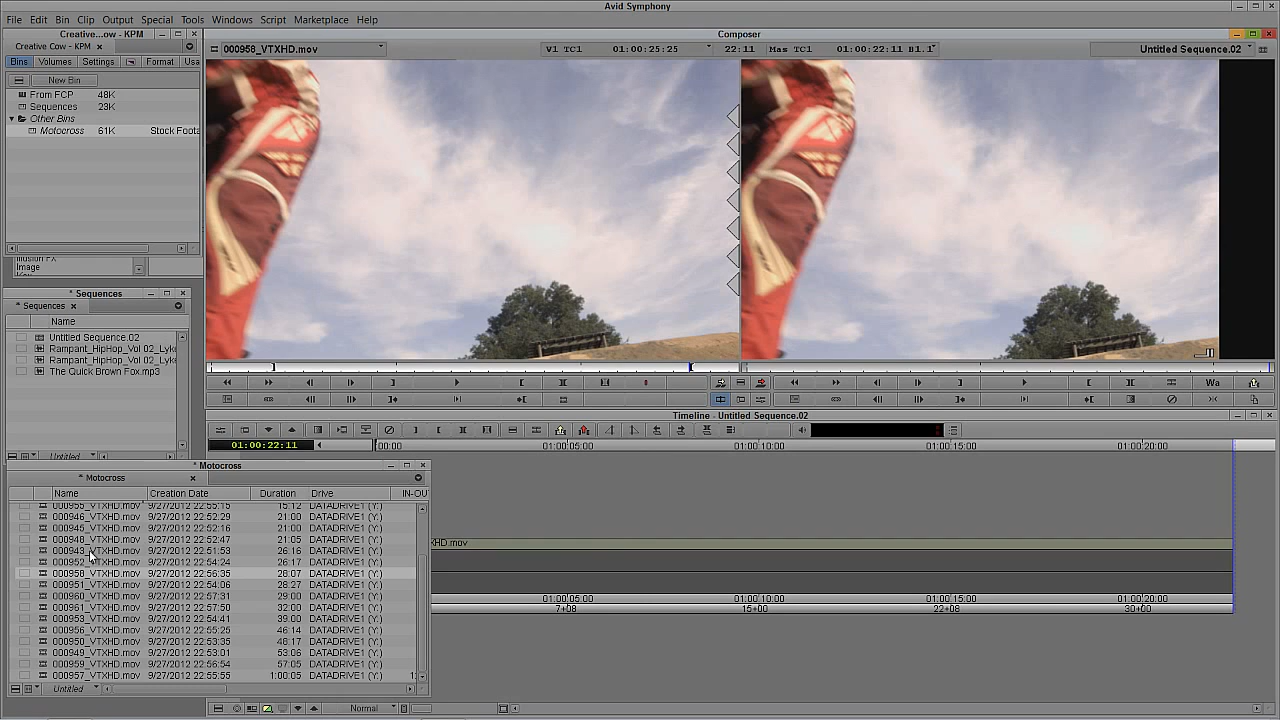 Avid Symphony
File Edit Bin Clip Output Special Tools Windows Script Marketplace Help
Creative...ow - KPM
Creative Cow - KPM
Bins Volumes Settings Format Usa
New Bin
From FCP 48K
Sequences 23K
Other Bins
Motocross 61K Stock Foota
Illusion FX
Image
* Sequences
* Sequences
Name
Untitled Sequence.02
Rampant_HipHop_Vol 02_Lyke
Rampant_HipHop_Vol 02_Lyke
The Quick Brown Fox.mp3
Untitled
Composer
000958_VTXHD.mov V1 TC1 01:00:25:25 22:11 Mas TC1 01:00:22:11 B1.1 Untitled Sequence.02
Wa
Timeline - Untitled Sequence.02
01:00:22:11 00:00 01:00:05:00 01:00:10:00 01:00:15:00 01:00:20:00
XHD.mov
01:00:05:00 01:00:10:00 01:00:15:00 01:00:20:00
7+08 15+00 22+08 30+00
Normal
* Motocross
* Motocross
Name Creation Date Duration Drive IN-OU
000955_VTXHD.mov 9/27/2012 22:55:15 15:12 DATADRIVE1 (Y:)
000946_VTXHD.mov 9/27/2012 22:52:29 21:00 DATADRIVE1 (Y:)
000945_VTXHD.mov 9/27/2012 22:52:16 21:00 DATADRIVE1 (Y:)
000948_VTXHD.mov 9/27/2012 22:52:47 21:05 DATADRIVE1 (Y:)
000943_VTXHD.mov 9/27/2012 22:51:53 26:16 DATADRIVE1 (Y:)
000952_VTXHD.mov 9/27/2012 22:54:24 26:17 DATADRIVE1 (Y:)
000958_VTXHD.mov 9/27/2012 22:56:35 28:07 DATADRIVE1 (Y:)
000951_VTXHD.mov 9/27/2012 22:54:06 28:27 DATADRIVE1 (Y:)
000960_VTXHD.mov 9/27/2012 22:57:31 29:00 DATADRIVE1 (Y:)
000961_VTXHD.mov 9/27/2012 22:57:50 32:00 DATADRIVE1 (Y:)
000953_VTXHD.mov 9/27/2012 22:54:41 39:00 DATADRIVE1 (Y:)
000956_VTXHD.mov 9/27/2012 22:55:25 46:14 DATADRIVE1 (Y:)
000950_VTXHD.mov 9/27/2012 22:53:35 48:17 DATADRIVE1 (Y:)
000949_VTXHD.mov 9/27/2012 22:53:01 53:06 DATADRIVE1 (Y:)
000959_VTXHD.mov 9/27/2012 22:56:54 57:05 DATADRIVE1 (Y:)
000957_VTXHD.mov 9/27/2012 22:55:55 1:00:05 DATADRIVE1 (Y:)
Untitled